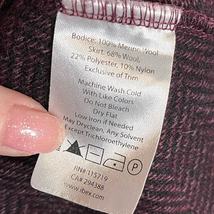 Bodice: 100% Merino Wool
Skirt: 68% Wool,
22% Polyester, 10% Nylon
Exclusive of Trim
Machine Wash Cold
With Like Colors
Do Not Bleach
Dry Flat
Low Iron if Needed
May Dryclean, Any Solvent
Except Trichloroethylene
P
RN# 115719
CA# 294388
www.ibex.com